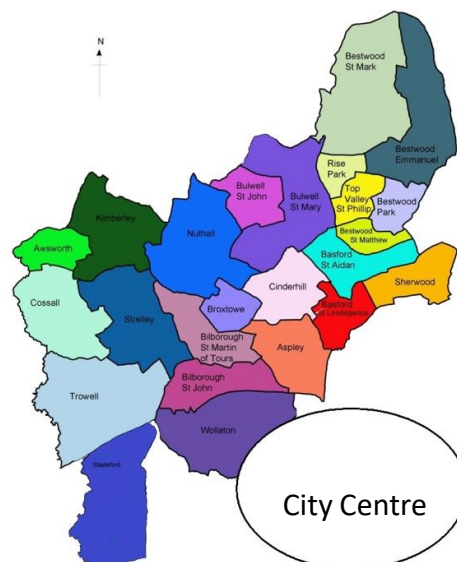 N
Bestwood
St Mark
Bestwood
Emmanuel
Rise
Park
Top
Valley
St Phillip
Bestwood
Park
Bulwell
St John
Bulwell
St Mary
Bestwood
St Matthew
Kimberley
Nuthall
Basford
St Aidan
Awsworth
Cinderhill
Sherwood
Cossall
Strelley
Broxtowe
Basford
St Leodegarius
Bilborough
St Martin
of Tours
Aspley
Bilborough
St John
Trowell
Wollaton
Stapleford
City Centre